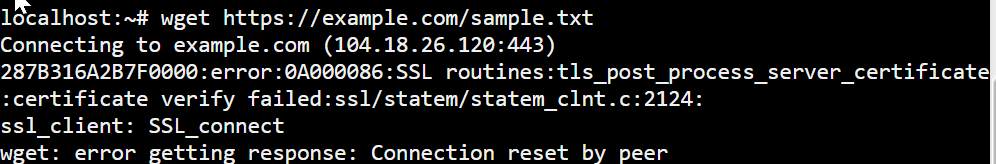 localhost:~# wget https://example.com/sample.txt
Connecting to example.com (104.18.26.120:443)
287B316A2B7F0000:error:0A000086:SSL routines:tls_post_process_server_certificate
:certificate verify failed:ssl/statem/statem_clnt.c:2124:
ssl_client: SSL_connect
wget: error getting response: Connection reset by peer